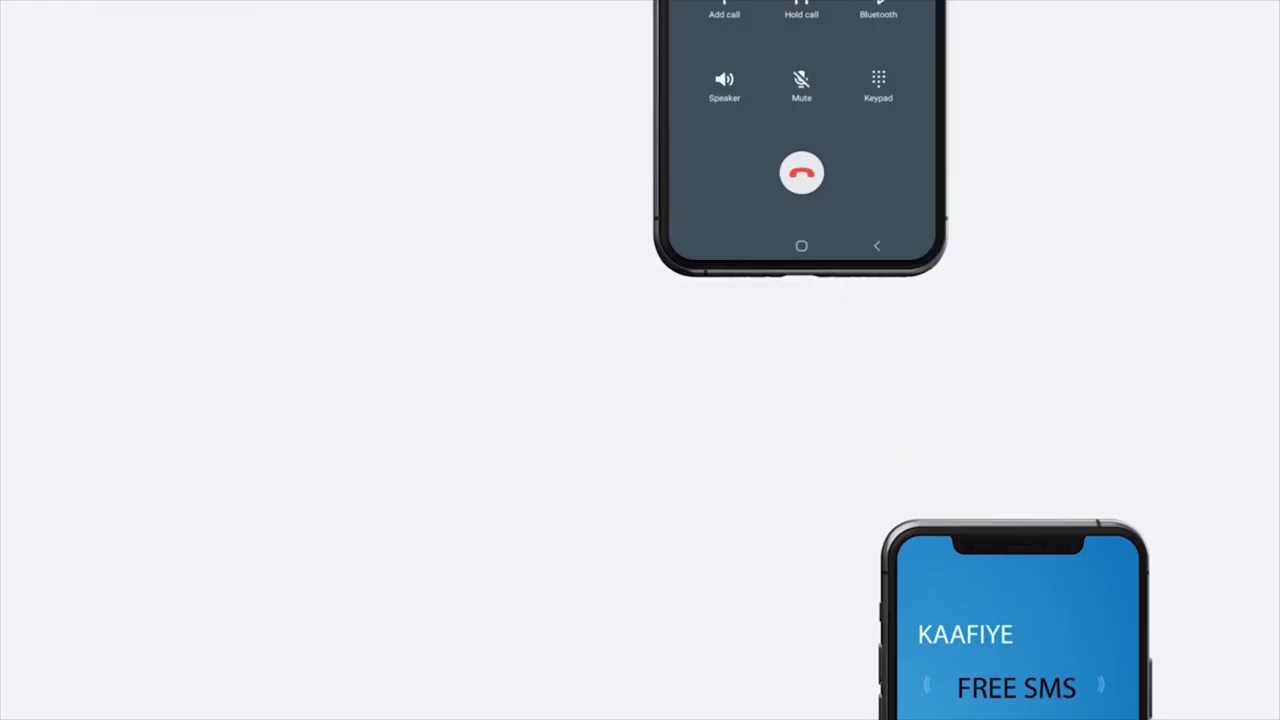 Add call Hold call Bluetooth
Speaker Mute Keypad
KAAFIYE
FREE SMS